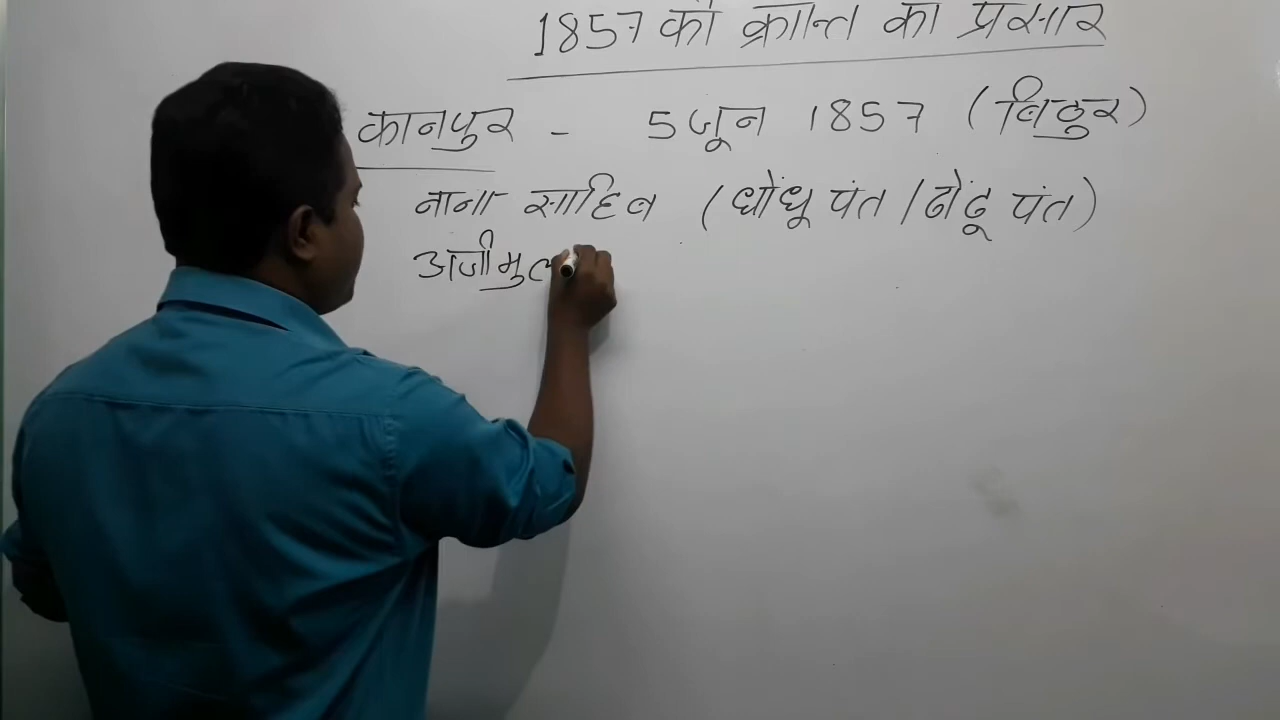 1857 की क्रान्ति का प्रसार
कानपुर - 5 जून 1857 (बिठुर)
नाना साहिब (धोंधू पंत / ढोंढू पंत)
अजीमुल